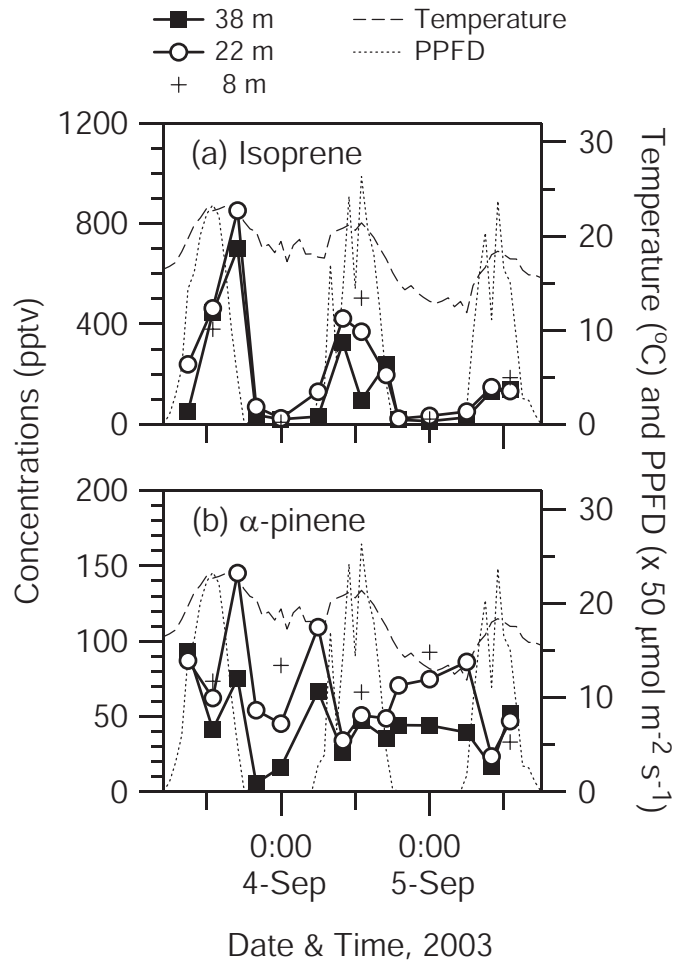 38 m
22 m
8 m
Temperature
PPFD
1200
800
400
0
(a) Isoprene
30
20
10
0
200
150
100
50
0
(b) α-pinene
30
20
10
0
Concentrations (pptv)
Temperature (ºC) and PPFD (x 50 μmol m-2 s-1)
0:00 0:00
4-Sep 5-Sep
Date & Time, 2003